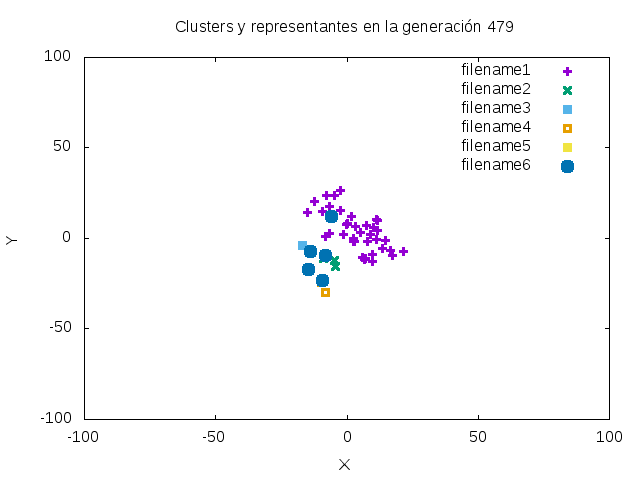 Clusters y representantes en la generación 479
100
50
0
-50
-100
-100 -50 0 50 100
Y
X
filename1
filename2
filename3
filename4
filename5
filename6